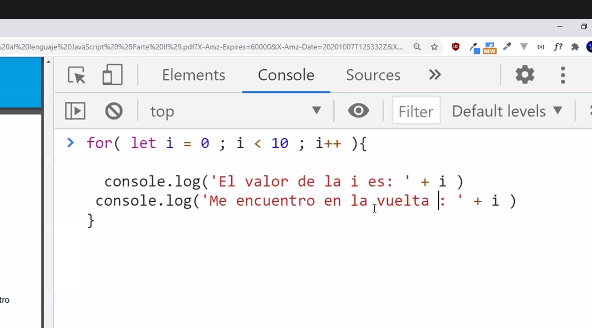 %20al%20lenguaje%20JavaScript%20%28Parte%20II%29.pdf?X-Amz-Expires=60000&X-Amz-Date=20201007T125332Z&X...
NEW
f?
Elements Console Sources »
top Filter Default levels
for( let i = 0 ; i < 10 ; i++ ){
console.log('El valor de la i es: ' + i )
console.log('Me encuentro en la vuelta : ' + i )
}
tro